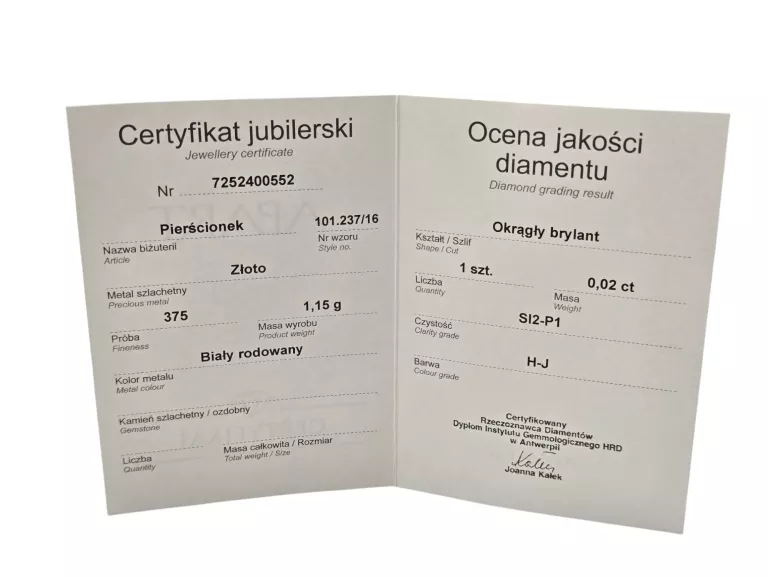 Certyfikat jubilerski
Jewellery certificate
Nr 7252400552
Pierścionek 101.237/16
Nazwa biżuterii Nr wzoru
Article Style no.
Złoto
Metal szlachetny
Precious metal
375 1,15 g
Próba Masa wyrobu
Fineness Product weight
Biały rodowany
Kolor metalu
Metal colour
Kamień szlachetny / ozdobny
Gemstone
Liczba Masa całkowita / Rozmiar
Quantity Total weight / Size
Ocena jakości
diamentu
Diamond grading result
Okrągły brylant
Kształt / Szlif
Shape / Cut
1 szt. 0,02 ct
Liczba Masa
Quantity Weight
SI2-P1
Czystość
Clarity grade
H-J
Barwa
Colour grade
Certyfikowany
Rzeczoznawca Diamentów
Dyplom Instytutu Gemmologicznego HRD
w Antwerpii
Joanna Kałek